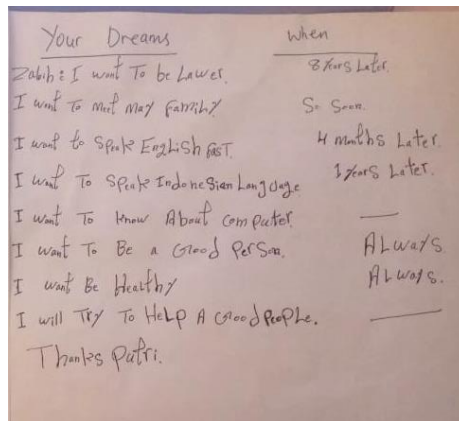 Your Dreams When
Zabih: I want To be Lawer. 8 Years Later.
I want To meet may Family. So Soon.
I want to Speak English fast. 4 months Later.
I want To Speak Indonesian Language 1 years Later.
I want To know About computer. —
I want To Be a Good Person. ALways.
I want Be Healthy ALways.
I will Try To HeLp A Good PeopLe. —
Thanks Putri.